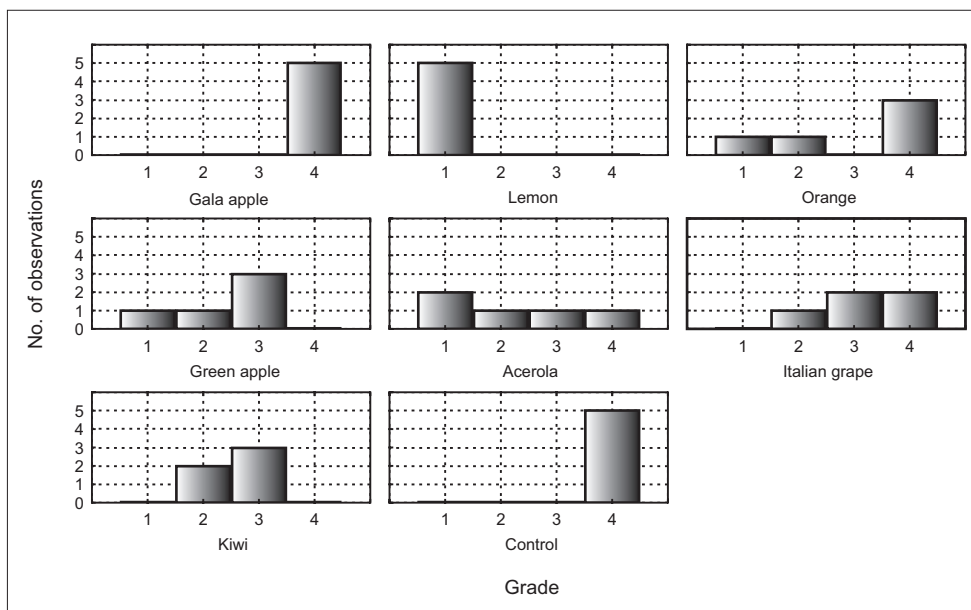 No. of observations
5
4
3
2
1
0
1 2 3 4
Gala apple
1 2 3 4
Lemon
1 2 3 4
Orange
5
4
3
2
1
0
1 2 3 4
Green apple
1 2 3 4
Acerola
1 2 3 4
Italian grape
5
4
3
2
1
0
1 2 3 4
Kiwi
1 2 3 4
Control
Grade